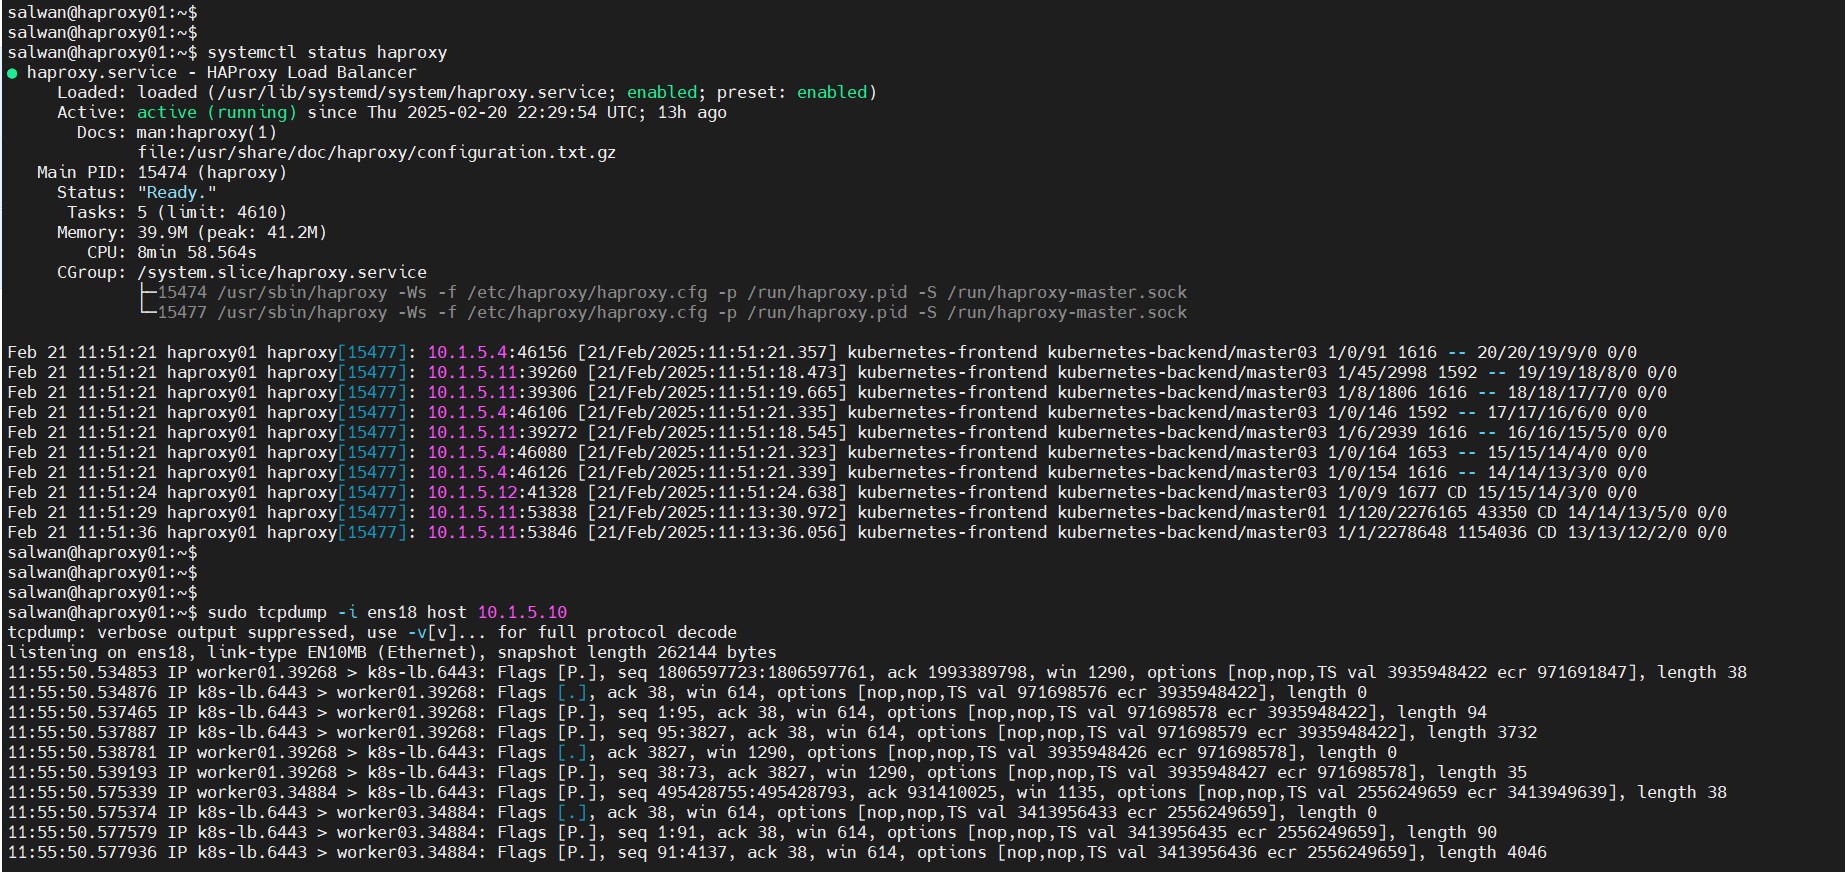 salwan@haproxy01:~$
salwan@haproxy01:~$
salwan@haproxy01:~$ systemctl status haproxy
● haproxy.service - HAProxy Load Balancer
     Loaded: loaded (/usr/lib/systemd/system/haproxy.service; enabled; preset: enabled)
     Active: active (running) since Thu 2025-02-20 22:29:54 UTC; 13h ago
       Docs: man:haproxy(1)
             file:/usr/share/doc/haproxy/configuration.txt.gz
   Main PID: 15474 (haproxy)
     Status: "Ready."
      Tasks: 5 (limit: 4610)
     Memory: 39.9M (peak: 41.2M)
        CPU: 8min 58.564s
     CGroup: /system.slice/haproxy.service
             ├─15474 /usr/sbin/haproxy -Ws -f /etc/haproxy/haproxy.cfg -p /run/haproxy.pid -S /run/haproxy-master.sock
             └─15477 /usr/sbin/haproxy -Ws -f /etc/haproxy/haproxy.cfg -p /run/haproxy.pid -S /run/haproxy-master.sock

Feb 21 11:51:21 haproxy01 haproxy[15477]: 10.1.5.4:46156 [21/Feb/2025:11:51:21.357] kubernetes-frontend kubernetes-backend/master03 1/0/91 1616 -- 20/20/19/9/0 0/0
Feb 21 11:51:21 haproxy01 haproxy[15477]: 10.1.5.11:39260 [21/Feb/2025:11:51:18.473] kubernetes-frontend kubernetes-backend/master03 1/45/2998 1592 -- 19/19/18/8/0 0/0
Feb 21 11:51:21 haproxy01 haproxy[15477]: 10.1.5.11:39306 [21/Feb/2025:11:51:19.665] kubernetes-frontend kubernetes-backend/master03 1/8/1806 1616 -- 18/18/17/7/0 0/0
Feb 21 11:51:21 haproxy01 haproxy[15477]: 10.1.5.4:46106 [21/Feb/2025:11:51:21.335] kubernetes-frontend kubernetes-backend/master03 1/0/146 1592 -- 17/17/16/6/0 0/0
Feb 21 11:51:21 haproxy01 haproxy[15477]: 10.1.5.11:39272 [21/Feb/2025:11:51:18.545] kubernetes-frontend kubernetes-backend/master03 1/6/2939 1616 -- 16/16/15/5/0 0/0
Feb 21 11:51:21 haproxy01 haproxy[15477]: 10.1.5.4:46080 [21/Feb/2025:11:51:21.323] kubernetes-frontend kubernetes-backend/master03 1/0/164 1653 -- 15/15/14/4/0 0/0
Feb 21 11:51:21 haproxy01 haproxy[15477]: 10.1.5.4:46126 [21/Feb/2025:11:51:21.339] kubernetes-frontend kubernetes-backend/master03 1/0/154 1616 -- 14/14/13/3/0 0/0
Feb 21 11:51:24 haproxy01 haproxy[15477]: 10.1.5.12:41328 [21/Feb/2025:11:51:24.638] kubernetes-frontend kubernetes-backend/master03 1/0/9 1677 CD 15/15/14/3/0 0/0
Feb 21 11:51:29 haproxy01 haproxy[15477]: 10.1.5.11:53838 [21/Feb/2025:11:13:30.972] kubernetes-frontend kubernetes-backend/master01 1/120/2276165 43350 CD 14/14/13/5/0 0/0
Feb 21 11:51:36 haproxy01 haproxy[15477]: 10.1.5.11:53846 [21/Feb/2025:11:13:36.056] kubernetes-frontend kubernetes-backend/master03 1/1/2278648 1154036 CD 13/13/12/2/0 0/0
salwan@haproxy01:~$
salwan@haproxy01:~$
salwan@haproxy01:~$
salwan@haproxy01:~$ sudo tcpdump -i ens18 host 10.1.5.10
tcpdump: verbose output suppressed, use -v[v]... for full protocol decode
listening on ens18, link-type EN10MB (Ethernet), snapshot length 262144 bytes
11:55:50.534853 IP worker01.39268 > k8s-lb.6443: Flags [P.], seq 1806597723:1806597761, ack 1993389798, win 1290, options [nop,nop,TS val 3935948422 ecr 971691847], length 38
11:55:50.534876 IP k8s-lb.6443 > worker01.39268: Flags [.], ack 38, win 614, options [nop,nop,TS val 971698576 ecr 3935948422], length 0
11:55:50.537465 IP k8s-lb.6443 > worker01.39268: Flags [P.], seq 1:95, ack 38, win 614, options [nop,nop,TS val 971698578 ecr 3935948422], length 94
11:55:50.537887 IP k8s-lb.6443 > worker01.39268: Flags [P.], seq 95:3827, ack 38, win 614, options [nop,nop,TS val 971698579 ecr 3935948422], length 3732
11:55:50.538781 IP worker01.39268 > k8s-lb.6443: Flags [.], ack 3827, win 1290, options [nop,nop,TS val 3935948426 ecr 971698578], length 0
11:55:50.539193 IP worker01.39268 > k8s-lb.6443: Flags [P.], seq 38:73, ack 3827, win 1290, options [nop,nop,TS val 3935948427 ecr 971698578], length 35
11:55:50.575339 IP worker03.34884 > k8s-lb.6443: Flags [P.], seq 495428755:495428793, ack 931410025, win 1135, options [nop,nop,TS val 2556249659 ecr 3413949639], length 38
11:55:50.575374 IP k8s-lb.6443 > worker03.34884: Flags [.], ack 38, win 614, options [nop,nop,TS val 3413956433 ecr 2556249659], length 0
11:55:50.577579 IP k8s-lb.6443 > worker03.34884: Flags [P.], seq 1:91, ack 38, win 614, options [nop,nop,TS val 3413956435 ecr 2556249659], length 90
11:55:50.577936 IP k8s-lb.6443 > worker03.34884: Flags [P.], seq 91:4137, ack 38, win 614, options [nop,nop,TS val 3413956436 ecr 2556249659], length 4046